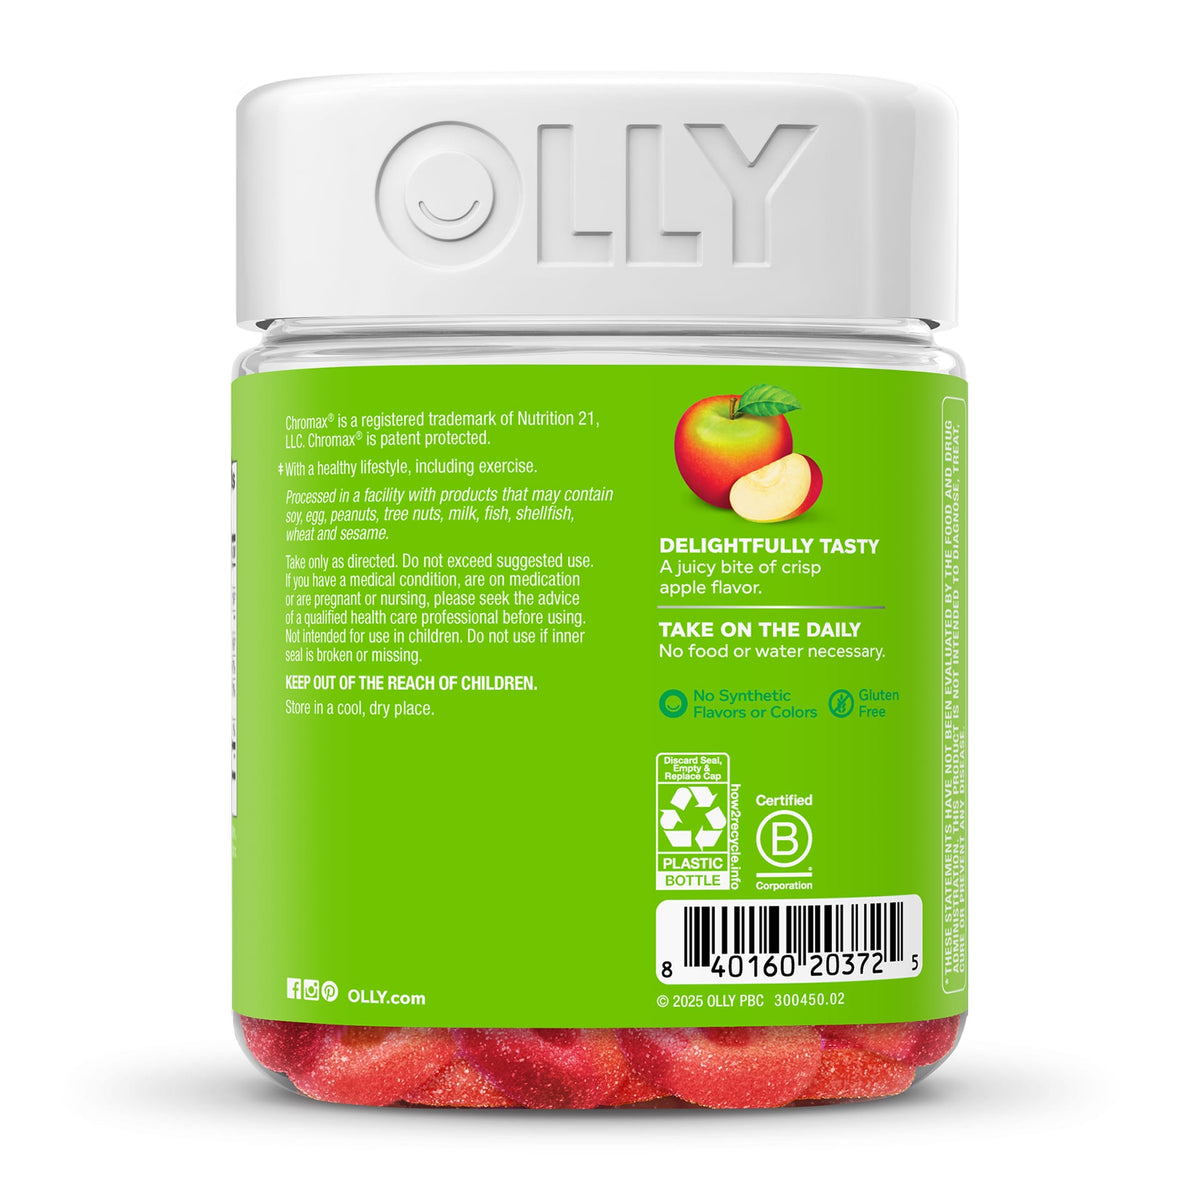 OLLY
Chromax® is a registered trademark of Nutrition 21,
LLC. Chromax® is patent protected.
‡With a healthy lifestyle, including exercise.
Processed in a facility with products that may contain
soy, egg, peanuts, tree nuts, milk, fish, shellfish,
wheat and sesame.
Take only as directed. Do not exceed suggested use.
If you have a medical condition, are on medication
or are pregnant or nursing, please seek the advice
of a qualified health care professional before using.
Not intended for use in children. Do not use if inner
seal is broken or missing.
KEEP OUT OF THE REACH OF CHILDREN.
Store in a cool, dry place.
OLLY.com
DELIGHTFULLY TASTY
A juicy bite of crisp
apple flavor.
TAKE ON THE DAILY
No food or water necessary.
No Synthetic
Flavors or Colors
Gluten
Free
Discard Seal,
Empty &
Replace Cap
PLASTIC
BOTTLE
how2recycle.info
Certified
B
Corporation
8 40160 20372 5
© 2025 OLLY PBC 300450.02
*THESE STATEMENTS HAVE NOT BEEN EVALUATED BY THE FOOD AND DRUG
ADMINISTRATION. THIS PRODUCT IS NOT INTENDED TO DIAGNOSE, TREAT,
CURE OR PREVENT ANY DISEASE.